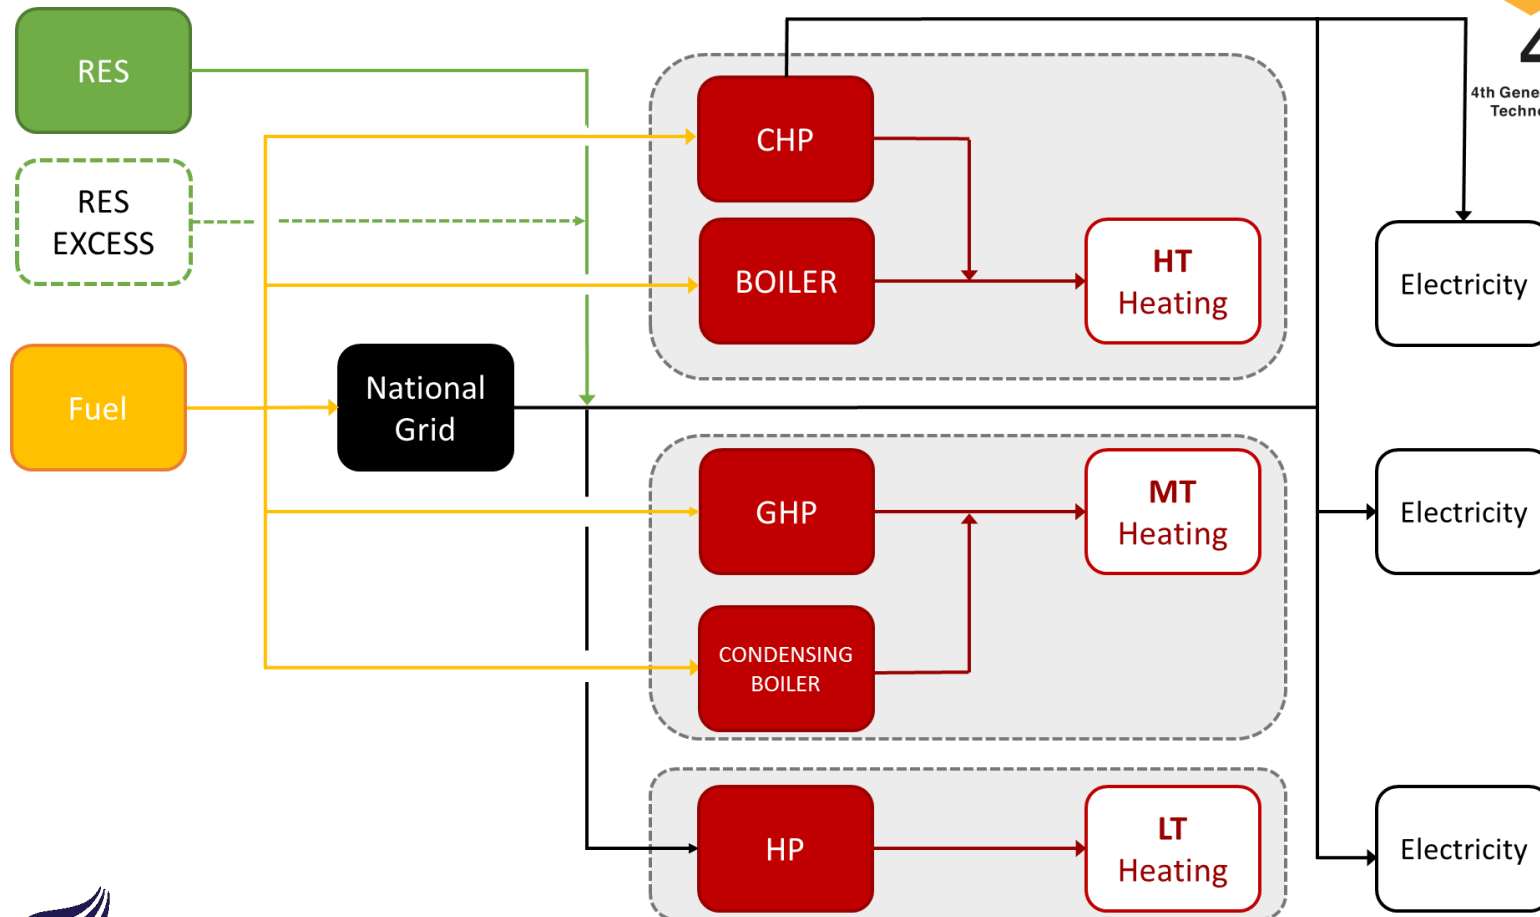 RES
RES
EXCESS
Fuel
National
Grid
CHP
BOILER
HT
Heating
GHP
MT
Heating
CONDENSING
BOILER
HP
LT
Heating
4th
Electricity
Electricity
Electricity